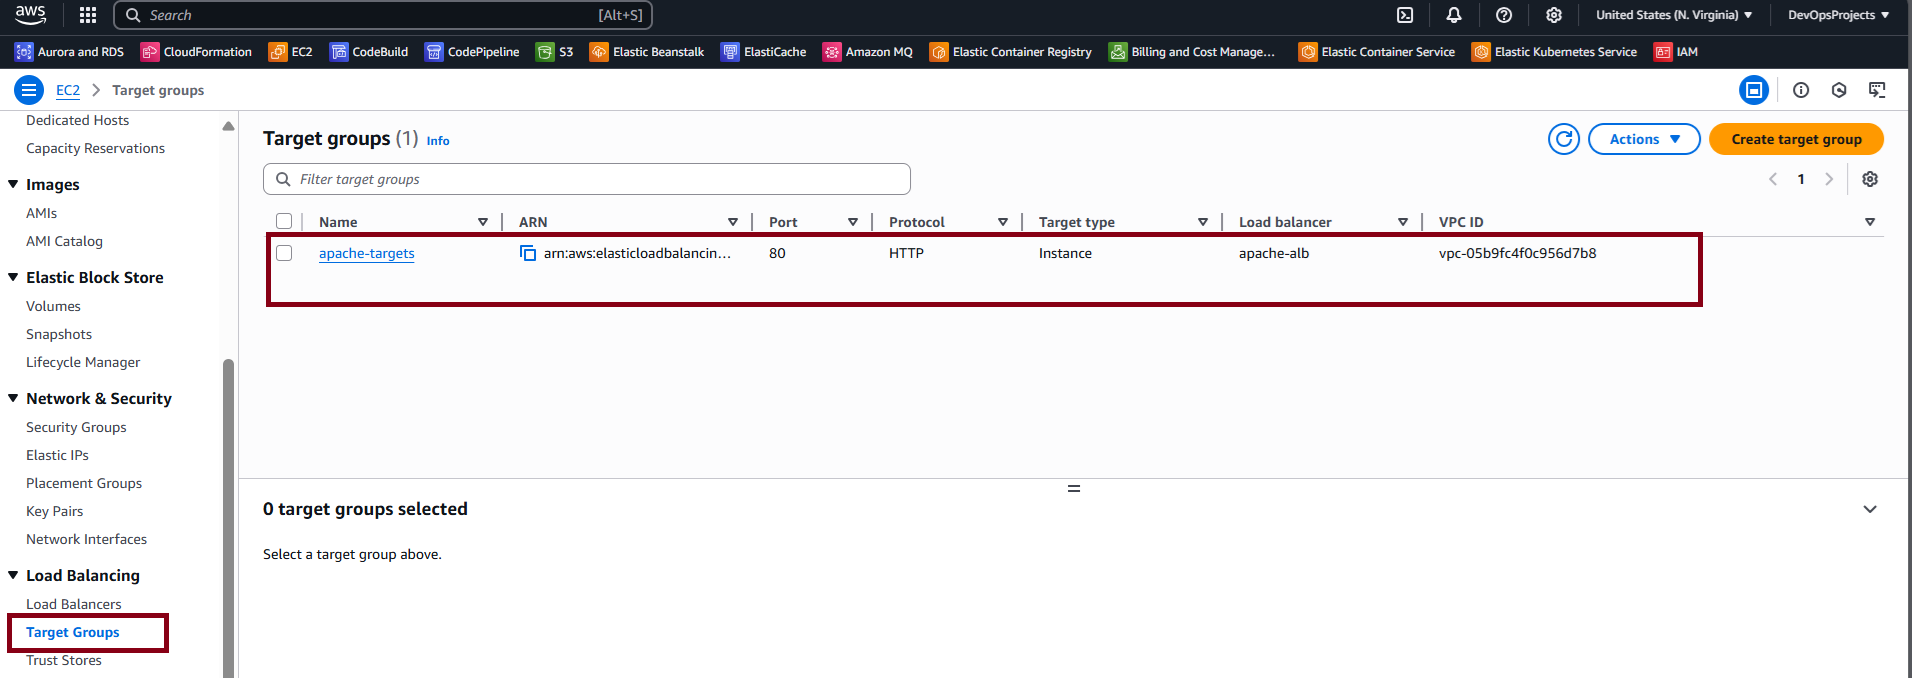 aws
Search [Alt+S] United States (N. Virginia) DevOpsProjects
Aurora and RDS CloudFormation EC2 CodeBuild CodePipeline S3 Elastic Beanstalk ElastiCache Amazon MQ Elastic Container Registry Billing and Cost Manage... Elastic Container Service Elastic Kubernetes Service IAM
EC2 Target groups
Dedicated Hosts
Capacity Reservations
Images
AMIs
AMI Catalog
Elastic Block Store
Volumes
Snapshots
Lifecycle Manager
Network & Security
Security Groups
Elastic IPs
Placement Groups
Key Pairs
Network Interfaces
Load Balancing
Load Balancers
Target Groups
Trust Stores
Target groups (1) Info
Actions
Create target group
Filter target groups
1
Name ARN Port Protocol Target type Load balancer VPC ID
apache-targets arn:aws:elasticloadbalancin... 80 HTTP Instance apache-alb vpc-05b9fc4f0c956d7b8
0 target groups selected
Select a target group above.